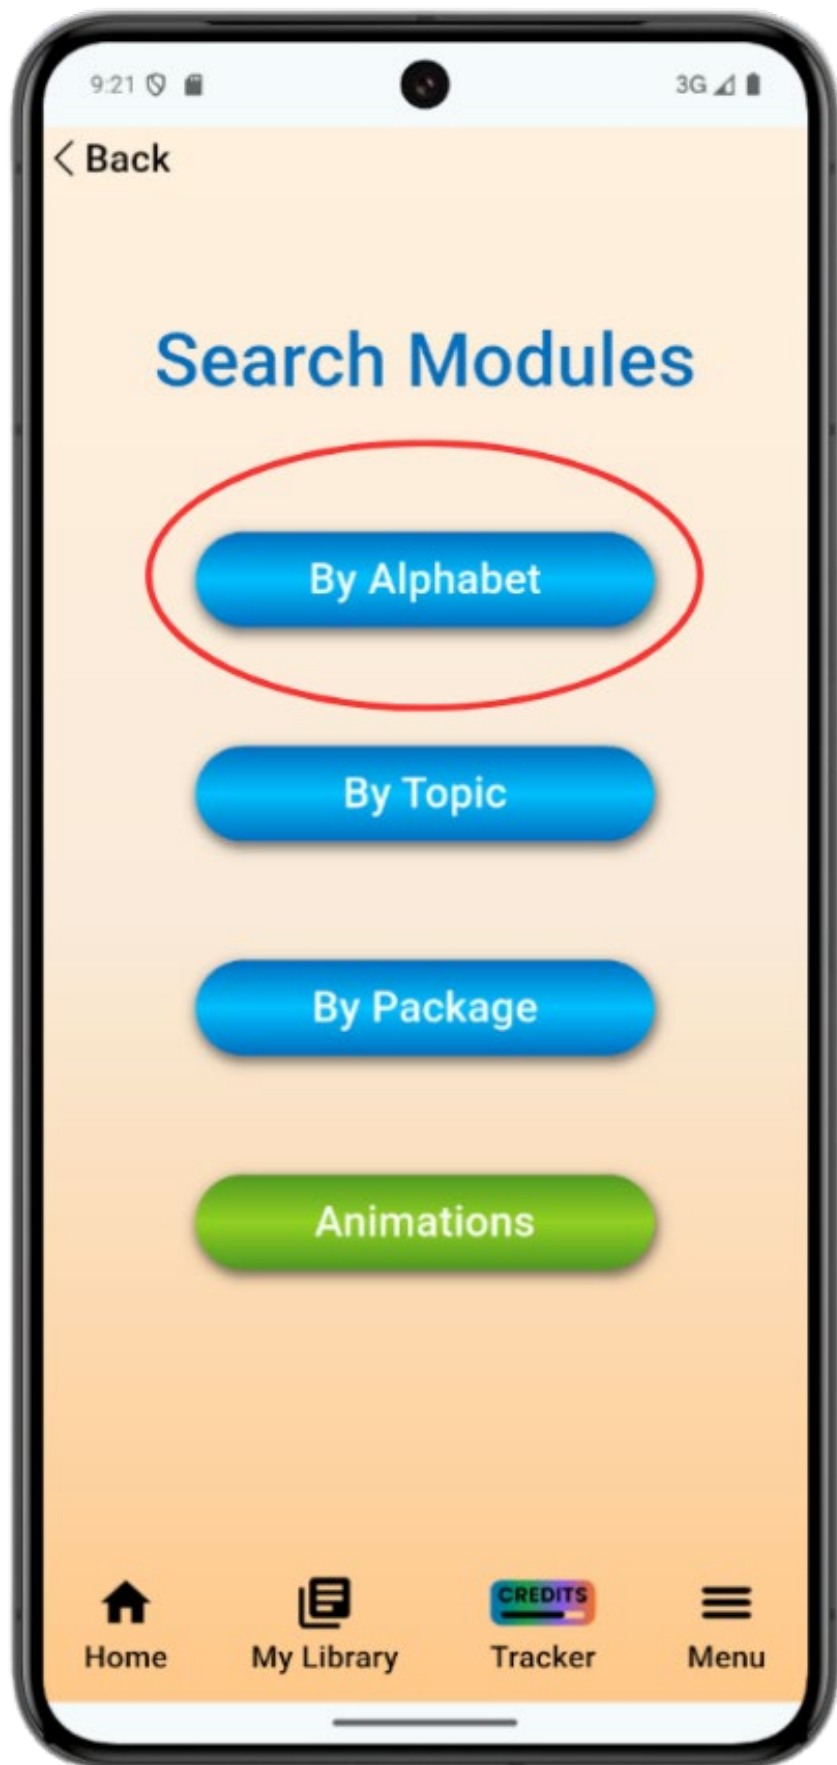 9:21 3G
Back
Search Modules
By Alphabet
By Topic
By Package
Animations
CREDITS
Home My Library Tracker Menu